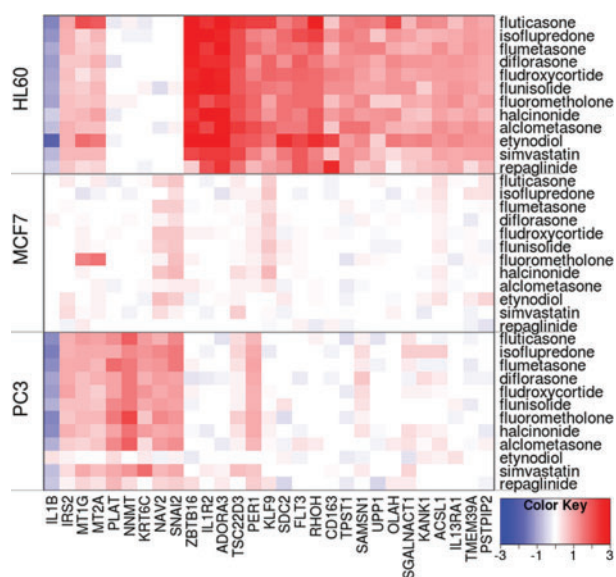 HL60
fluticasone
isoflupredone
flumetasone
diflorasone
fludroxycortide
flunisolide
fluorometholone
halcinonide
alclometasone
etynodiol
simvastatin
repaglinide
MCF7
fluticasone
isoflupredone
flumetasone
diflorasone
fludroxycortide
flunisolide
fluorometholone
halcinonide
alclometasone
etynodiol
simvastatin
repaglinide
PC3
fluticasone
isoflupredone
flumetasone
diflorasone
fludroxycortide
flunisolide
fluorometholone
halcinonide
alclometasone
etynodiol
simvastatin
repaglinide
IL1B
IRS2
MT1G
MT2A
PLAT
NNMT
KRT6C
NAV2
SNAI2
ZBTB16
IL1R2
ADORA3
TSC22D3
PER1
KLF9
SDC2
FLT3
RHOH
CD163
TPST1
SAMSN1
UPP1
OLAH
SGALNACT1
KANK1
ACSL1
IL13RA1
TMEM39A
PSTPIP2
Color Key
-3 -1 1 3